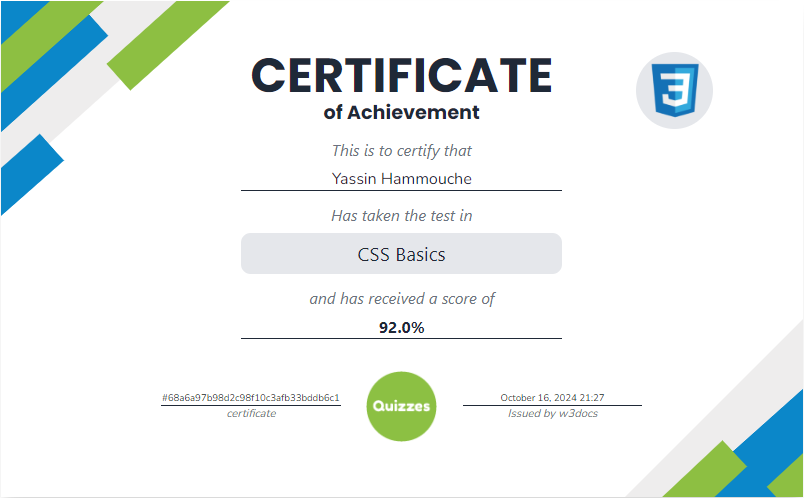 CERTIFICATE
of Achievement
This is to certify that
Yassin Hammouche
Has taken the test in
CSS Basics
and has received a score of
92.0%
#68a6a97b98d2c98f10c3afb33bddb6c1
certificate
Quizzes
October 16, 2024 21:27
Issued by w3docs